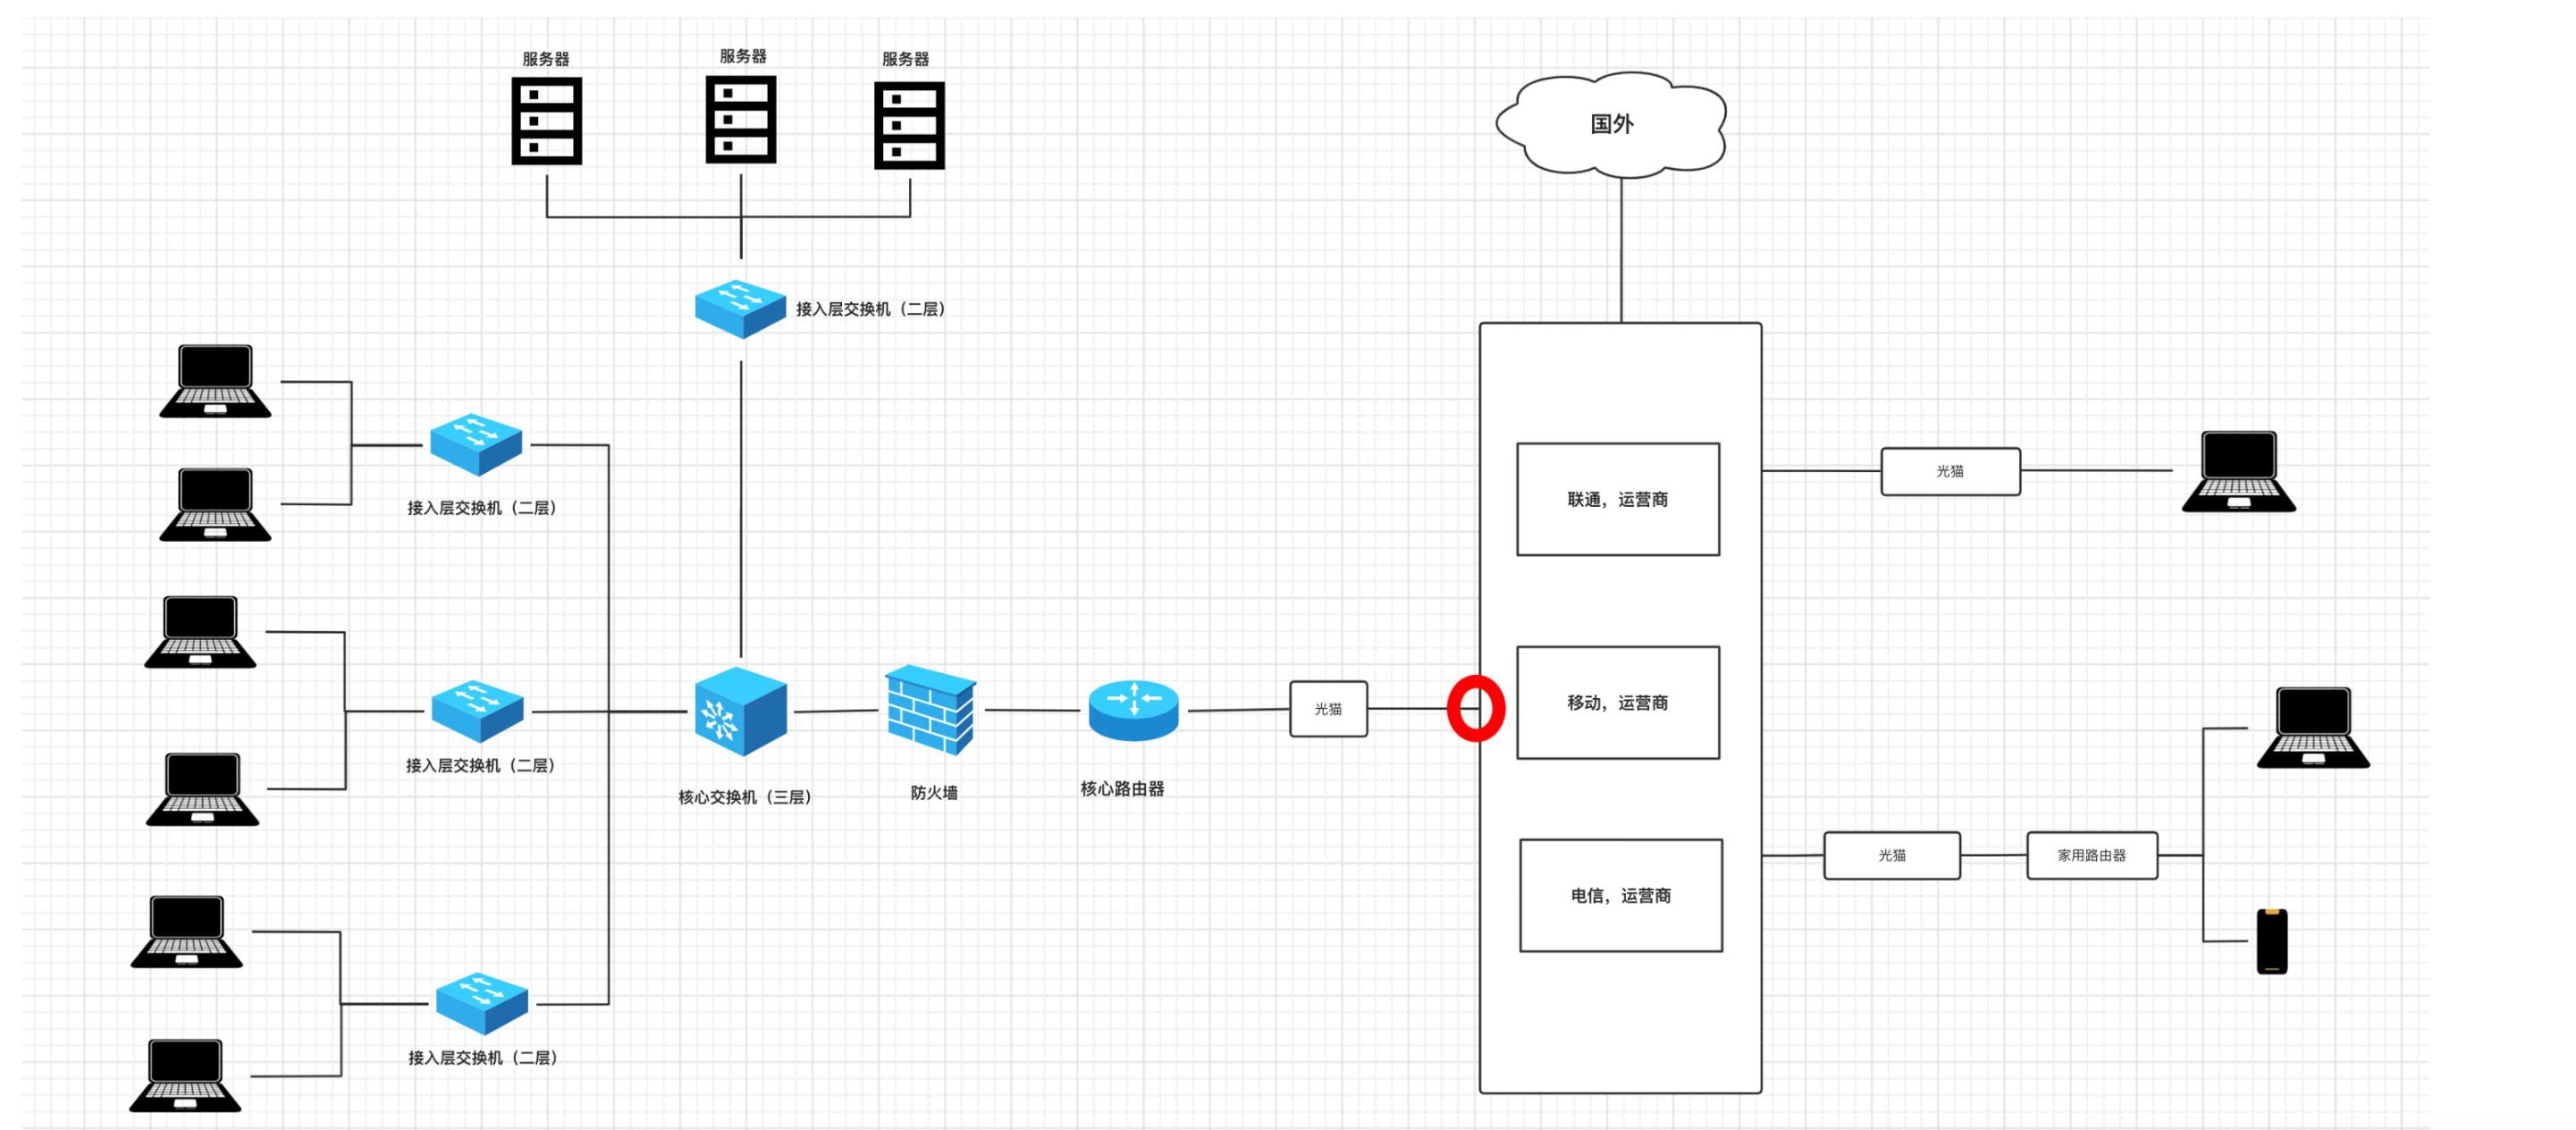 服务器
服务器
服务器
国外
接入层交换机（二层）
接入层交换机（二层）
联通，运营商
光猫
接入层交换机（二层）
核心交换机（三层）
防火墙
核心路由器
光猫
移动，运营商
电信，运营商
光猫
家用路由器
接入层交换机（二层）